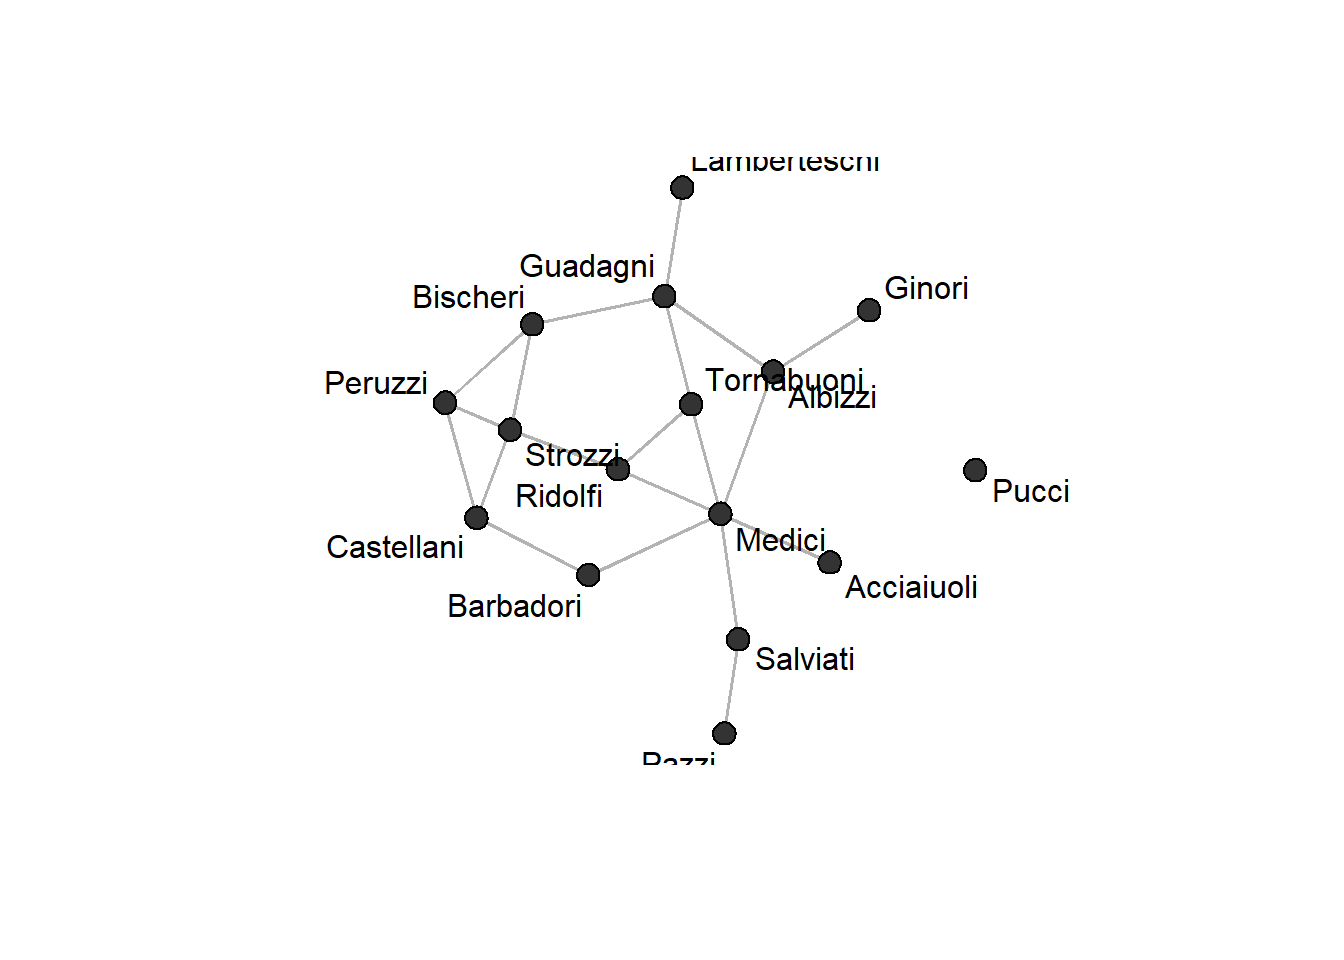 Lamberteschi
Guadagni
Ginori
Bischeri
Peruzzi
Tornabuoni
Albizzi
Strozzi
Ridolfi
Pucci
Medici
Castellani
Acciaiuoli
Barbadori
Salviati
Pazzi